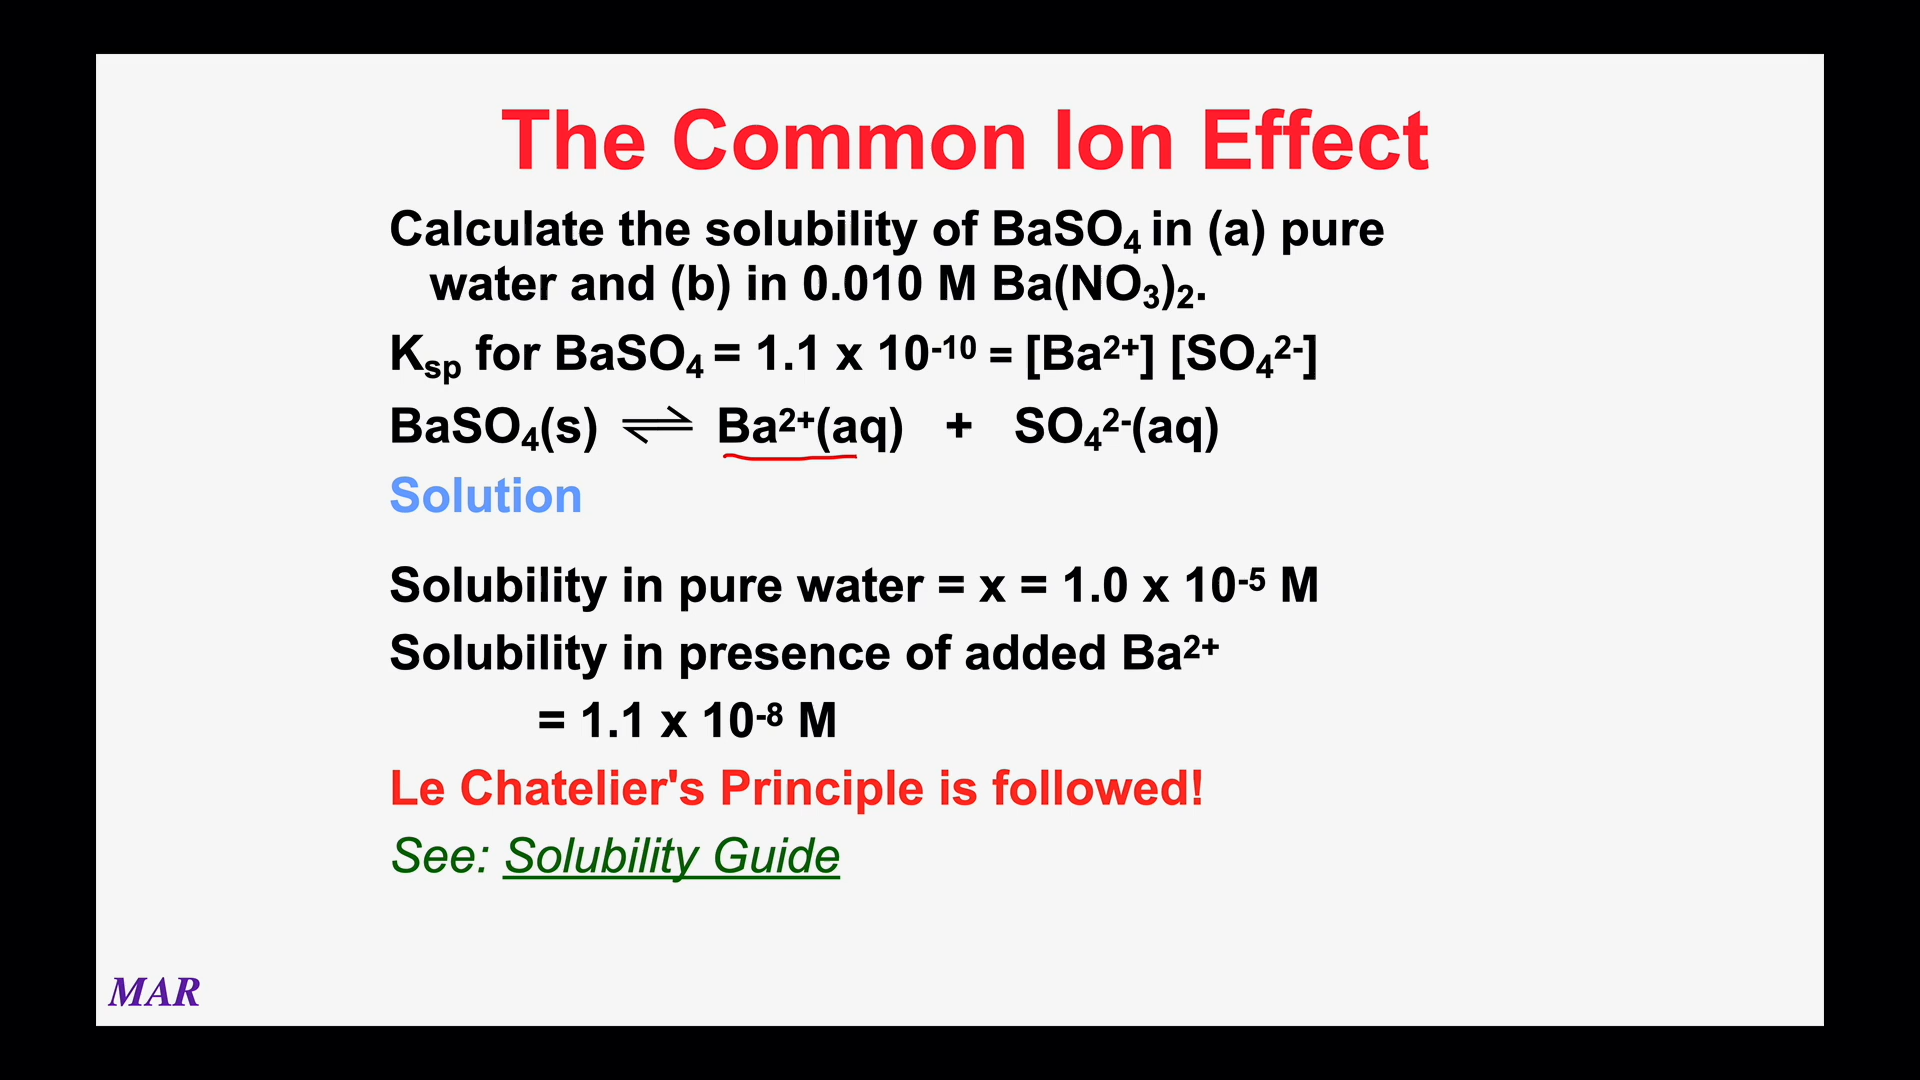 The Common Ion Effect
Calculate the solubility of BaSO₄ in (a) pure
water and (b) in 0.010 M Ba(NO₃)₂.
Kₛₚ for BaSO₄ = 1.1 x 10⁻¹⁰ = [Ba²⁺] [SO₄²⁻]
BaSO₄(s) ⇌ Ba²⁺(aq) + SO₄²⁻(aq)
Solution
Solubility in pure water = x = 1.0 x 10⁻⁵ M
Solubility in presence of added Ba²⁺
= 1.1 x 10⁻⁸ M
Le Chatelier's Principle is followed!
See: Solubility Guide
MAR